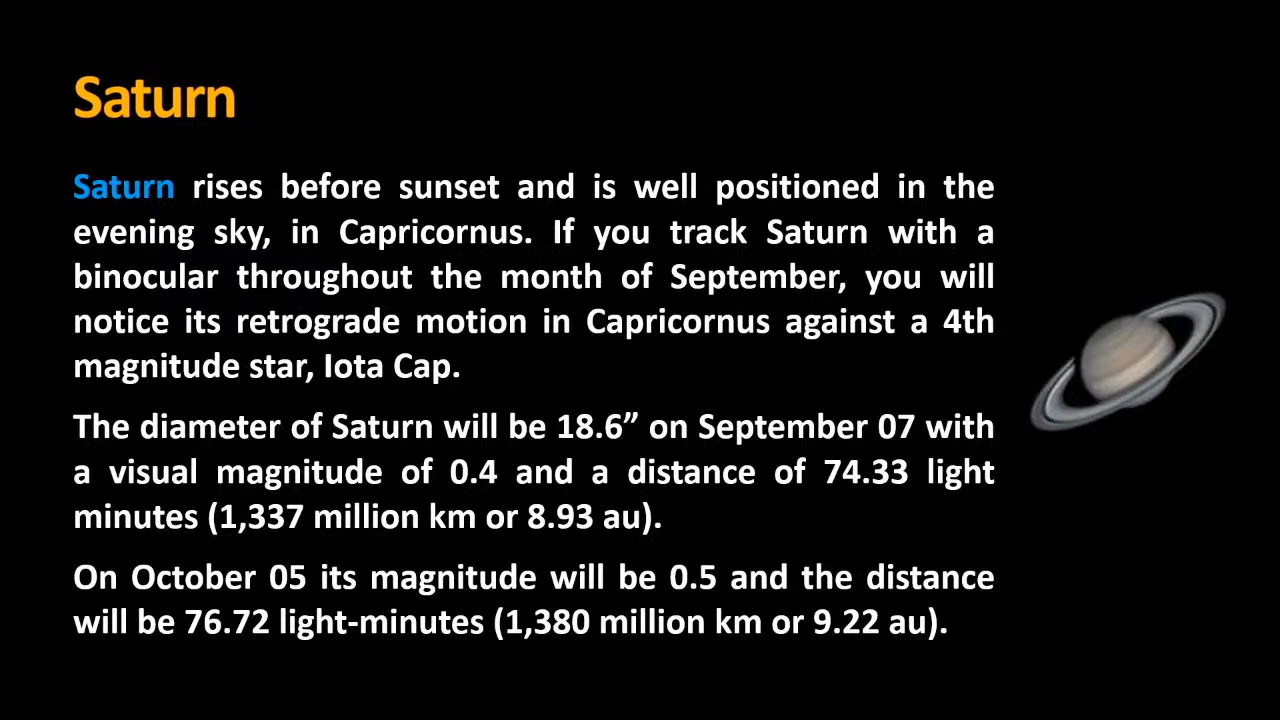 Saturn
Saturn rises before sunset and is well positioned in the
evening sky, in Capricornus. If you track Saturn with a
binocular throughout the month of September, you will
notice its retrograde motion in Capricornus against a 4th
magnitude star, Iota Cap.
The diameter of Saturn will be 18.6” on September 07 with
a visual magnitude of 0.4 and a distance of 74.33 light
minutes (1,337 million km or 8.93 au).
On October 05 its magnitude will be 0.5 and the distance
will be 76.72 light-minutes (1,380 million km or 9.22 au).